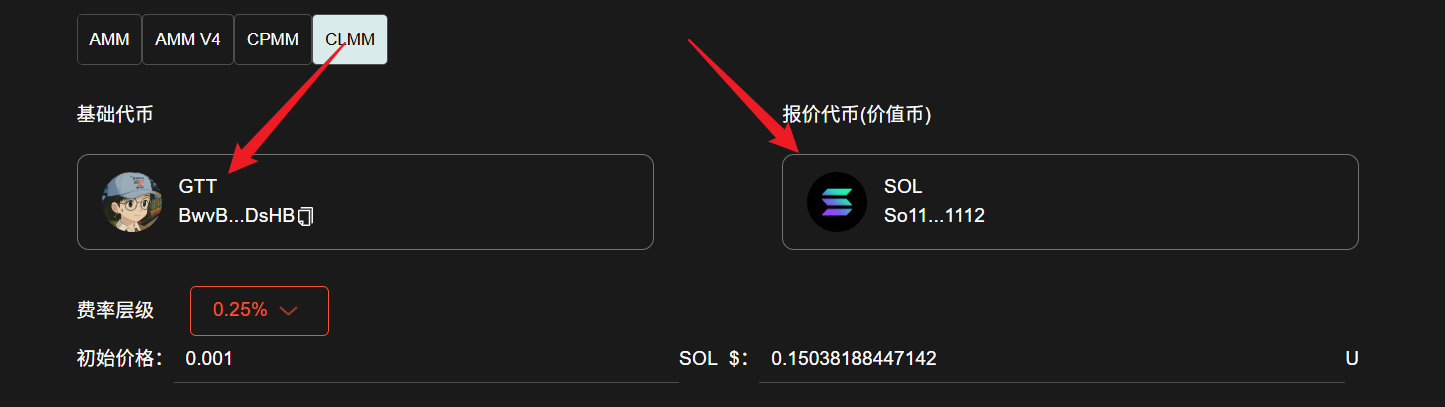 AMM AMM V4 CPMM CLMM
基础代币 报价代币(价值币)
GTT SOL
BwvB...DsHB So11...1112
费率层级 0.25%
初始价格： 0.001 SOL $： 0.15038188447142 U